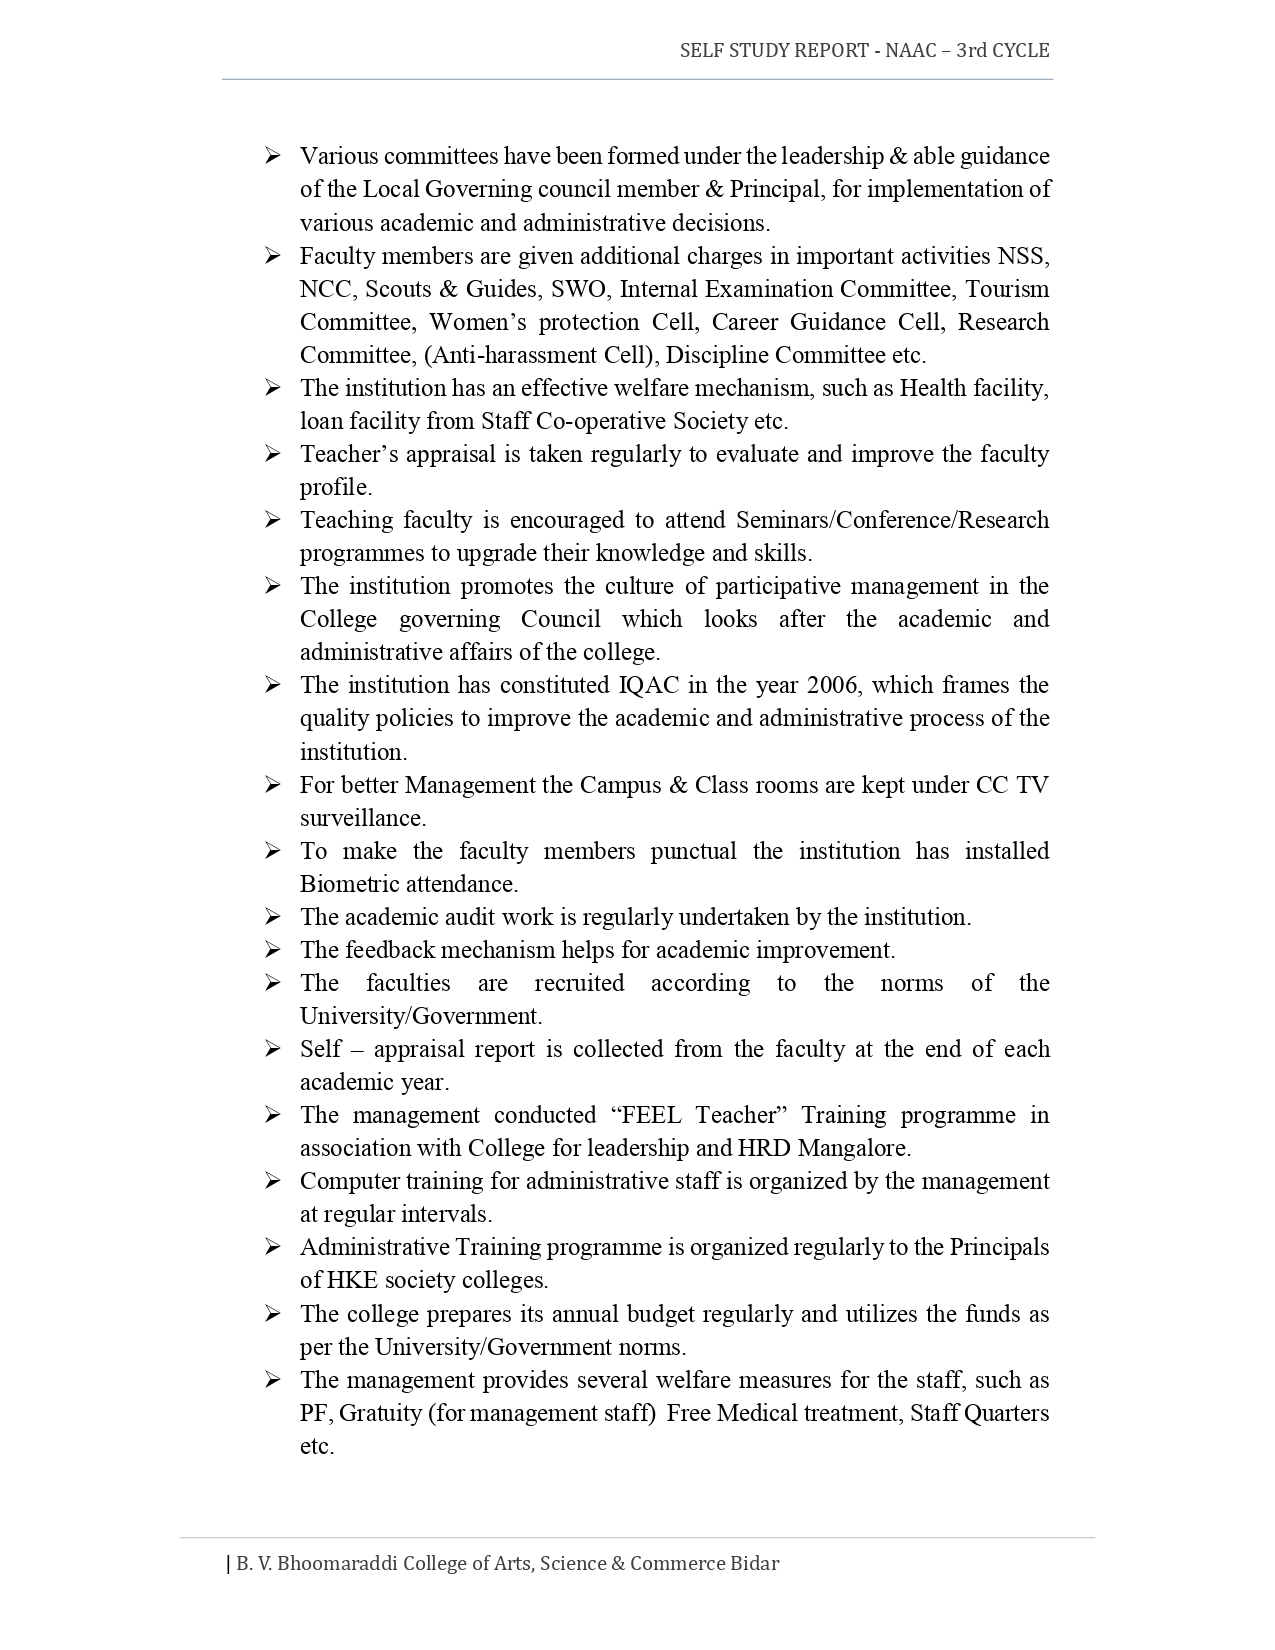 SELF STUDY REPORT - NAAC – 3rd CYCLE
➢ Various committees have been formed under the leadership & able guidance
of the Local Governing council member & Principal, for implementation of
various academic and administrative decisions.
➢ Faculty members are given additional charges in important activities NSS,
NCC, Scouts & Guides, SWO, Internal Examination Committee, Tourism
Committee, Women’s protection Cell, Career Guidance Cell, Research
Committee, (Anti-harassment Cell), Discipline Committee etc.
➢ The institution has an effective welfare mechanism, such as Health facility,
loan facility from Staff Co-operative Society etc.
➢ Teacher’s appraisal is taken regularly to evaluate and improve the faculty
profile.
➢ Teaching faculty is encouraged to attend Seminars/Conference/Research
programmes to upgrade their knowledge and skills.
➢ The institution promotes the culture of participative management in the
College governing Council which looks after the academic and
administrative affairs of the college.
➢ The institution has constituted IQAC in the year 2006, which frames the
quality policies to improve the academic and administrative process of the
institution.
➢ For better Management the Campus & Class rooms are kept under CC TV
surveillance.
➢ To make the faculty members punctual the institution has installed
Biometric attendance.
➢ The academic audit work is regularly undertaken by the institution.
➢ The feedback mechanism helps for academic improvement.
➢ The faculties are recruited according to the norms of the
University/Government.
➢ Self – appraisal report is collected from the faculty at the end of each
academic year.
➢ The management conducted “FEEL Teacher” Training programme in
association with College for leadership and HRD Mangalore.
➢ Computer training for administrative staff is organized by the management
at regular intervals.
➢ Administrative Training programme is organized regularly to the Principals
of HKE society colleges.
➢ The college prepares its annual budget regularly and utilizes the funds as
per the University/Government norms.
➢ The management provides several welfare measures for the staff, such as
PF, Gratuity (for management staff) Free Medical treatment, Staff Quarters
etc.
| B. V. Bhoomaraddi College of Arts, Science & Commerce Bidar